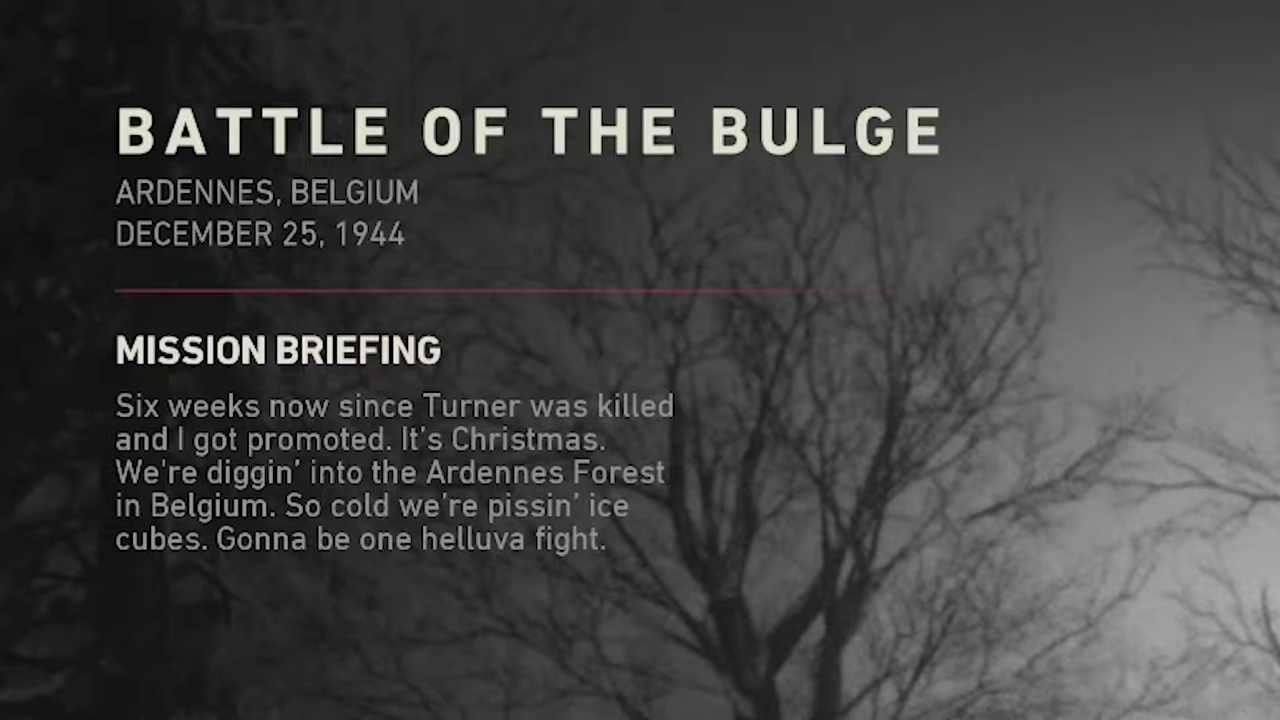 BATTLE OF THE BULGE
ARDENNES, BELGIUM
DECEMBER 25, 1944
MISSION BRIEFING
Six weeks now since Turner was killed
and I got promoted. It's Christmas.
We're diggin' into the Ardennes Forest
in Belgium. So cold we're pissin' ice
cubes. Gonna be one helluva fight.